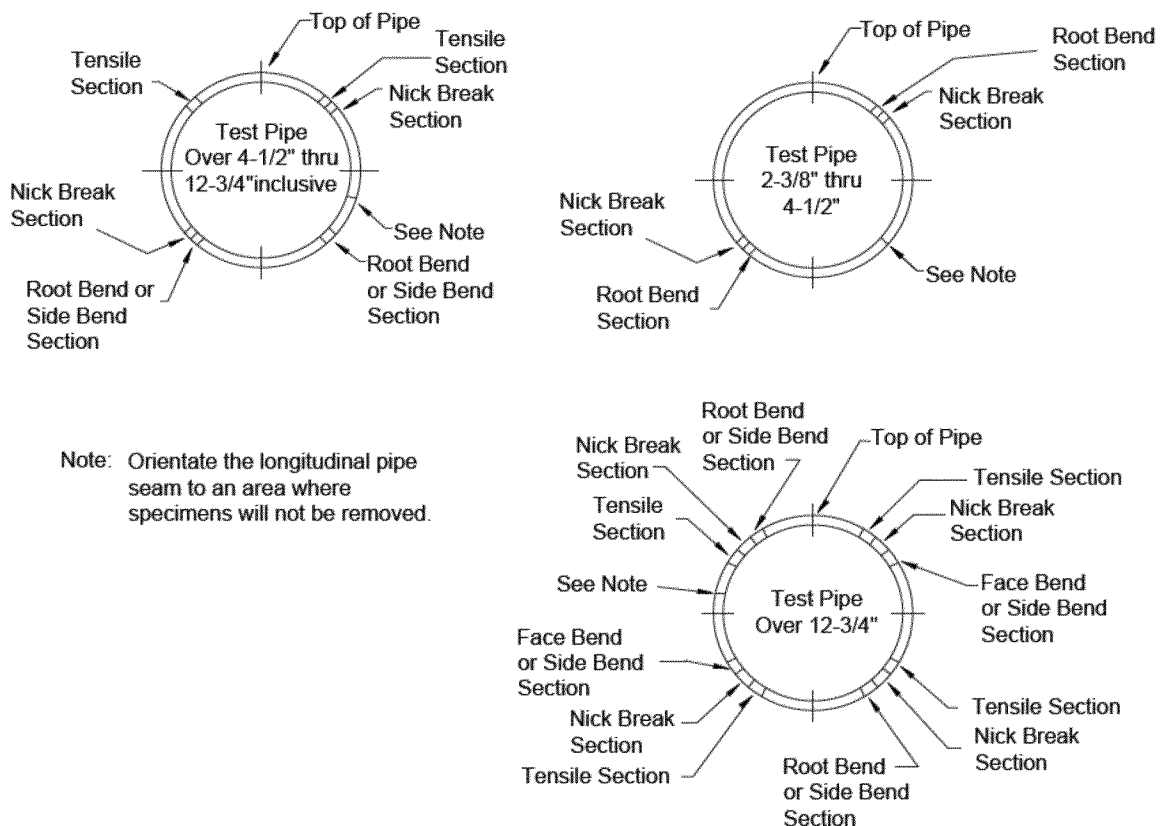 Top of Pipe
Tensile
Section
Tensile
Section
Nick Break
Section
Test Pipe
Over 4-1/2" thru
12-3/4"inclusive
Nick Break
Section
See Note
Root Bend or
Side Bend
Section
Root Bend
or Side Bend
Section
Top of Pipe
Root Bend
Section
Nick Break
Section
Test Pipe
2-3/8" thru
4-1/2"
Nick Break
Section
Root Bend
Section
See Note
Note: Orientate the longitudinal pipe
seam to an area where
specimens will not be removed.
Root Bend
or Side Bend
Section
Top of Pipe
Nick Break
Section
Tensile Section
Tensile
Section
Nick Break
Section
See Note
Test Pipe
Over 12-3/4"
Face Bend
or Side Bend
Section
Face Bend
or Side Bend
Section
Nick Break
Section
Tensile Section
Tensile Section
Nick Break
Section
Root Bend
or Side Bend
Section